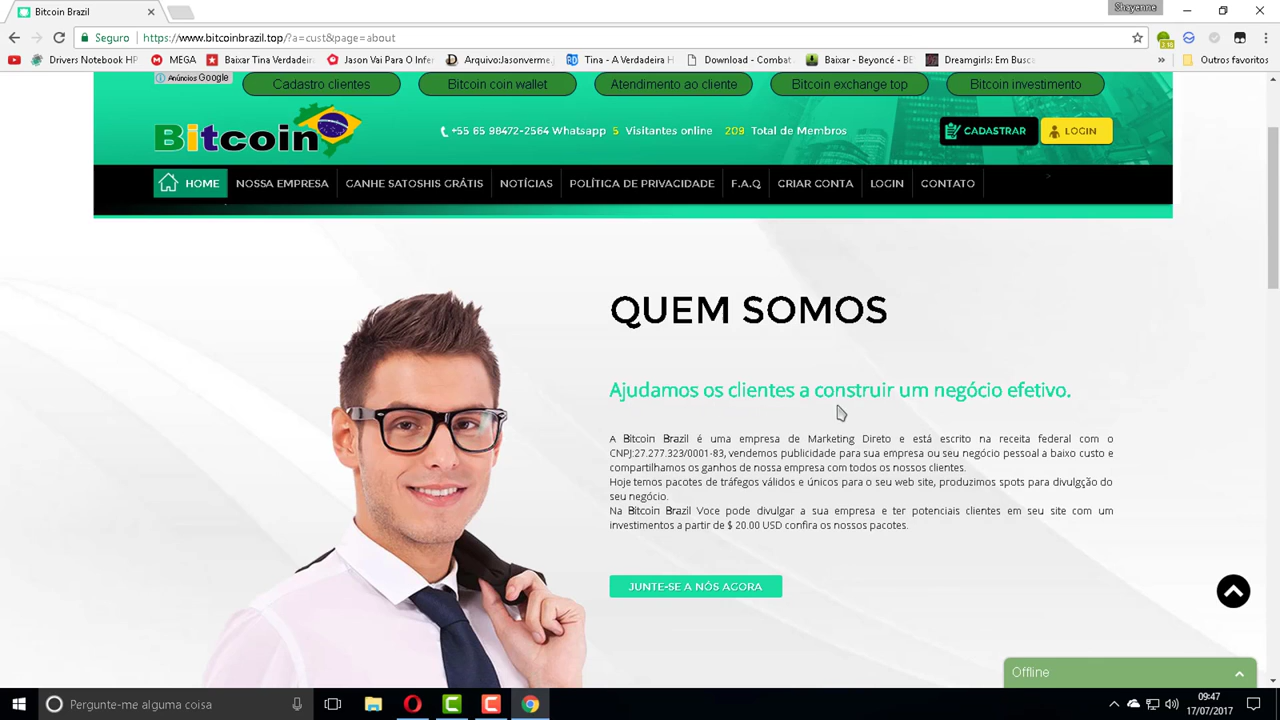 Bitcoin Brazil
Shayenne
Seguro https://www.bitcoinbrazil.top/?a=cust&page=about
Drivers Notebook HP MEGA Baixar Tina Verdadeir Jason Vai Para O Infer Arquivo:Jasonverme.j Tina - A Verdadeira H Download - Combat Baixar - Beyoncé - BE Dreamgirls: Em Busca » Outros favoritos
Anúncios Google
Cadastro clientes Bitcoin coin wallet Atendimento ao cliente Bitcoin exchange top Bitcoin investimento
Bitcoin
+55 65 98472-2564 Whatsapp 5 Visitantes online 209 Total de Membros
CADASTRAR LOGIN
HOME NOSSA EMPRESA GANHE SATOSHIS GRÁTIS NOTÍCIAS POLÍTICA DE PRIVACIDADE F.A.Q CRIAR CONTA LOGIN CONTATO
QUEM SOMOS
Ajudamos os clientes a construir um negócio efetivo.
A Bitcoin Brazil é uma empresa de Marketing Direto e está escrito na receita federal com o
CNPJ:27.277.323/0001-83, vendemos publicidade para sua empresa ou seu negócio pessoal a baixo custo e
compartilhamos os ganhos de nossa empresa com todos os nossos clientes.
Hoje temos pacotes de tráfegos válidos e únicos para o seu web site, produzimos spots para divulgção do
seu negócio.
Na Bitcoin Brazil Voce pode divulgar a sua empresa e ter potenciais clientes em seu site com um
investimentos a partir de $ 20.00 USD confira os nossos pacotes.
JUNTE-SE A NÓS AGORA
Offline
Pergunte-me alguma coisa
09:47
17/07/2017